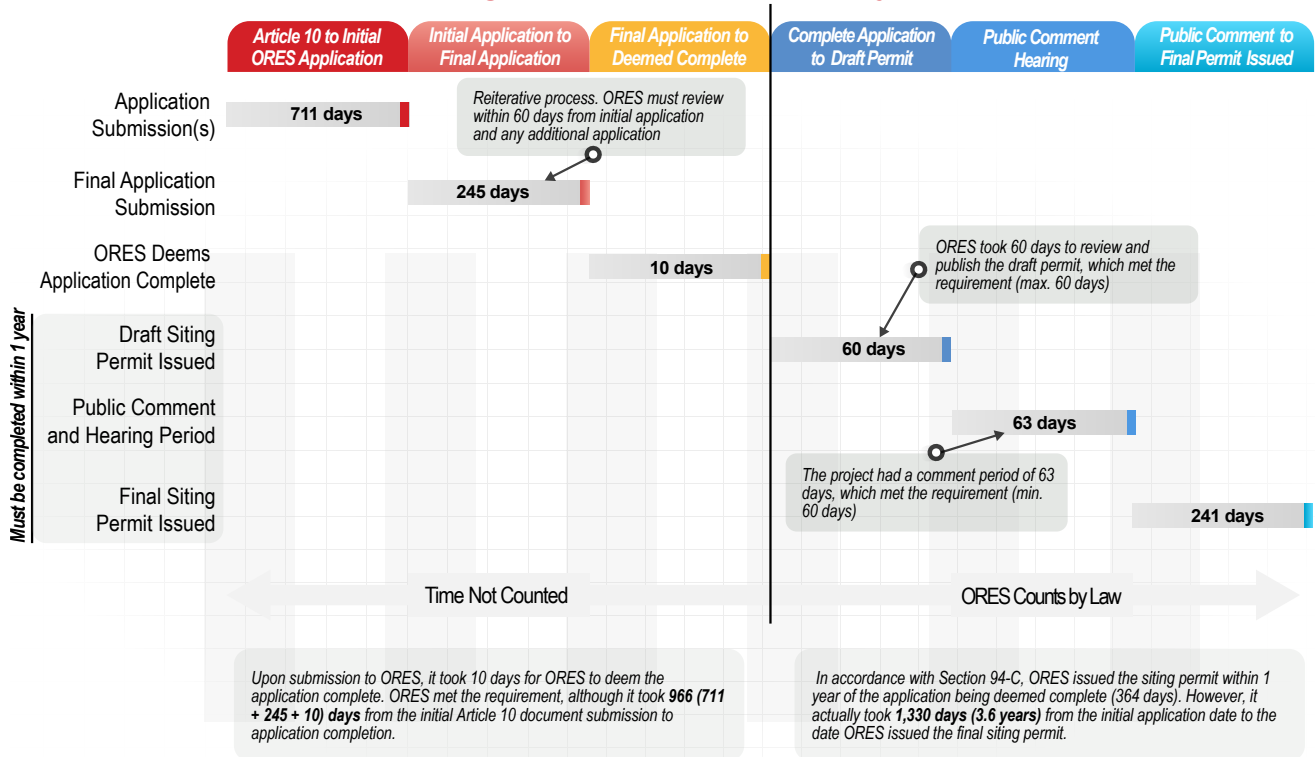 Article 10 to Initial
ORES Application
Initial Application to
Final Application
Final Application to
Deemed Complete
Complete Application
to Draft Permit
Public Comment
Hearing
Public Comment to
Final Permit Issued
Application
Submission(s)
711 days
Reiterative process. ORES must review
within 60 days from initial application
and any additional application
Final Application
Submission
245 days
ORES Deems
Application Complete
10 days
ORES took 60 days to review and
publish the draft permit, which met the
requirement (max. 60 days)
Must be completed within 1 year
Draft Siting
Permit Issued
60 days
Public Comment
and Hearing Period
63 days
The project had a comment period of 63
days, which met the requirement (min.
60 days)
Final Siting
Permit Issued
241 days
Time Not Counted
ORES Counts by Law
Upon submission to ORES, it took 10 days for ORES to deem the
application complete. ORES met the requirement, although it took 966 (711
+ 245 + 10) days from the initial Article 10 document submission to
application completion.
In accordance with Section 94-C, ORES issued the siting permit within 1
year of the application being deemed complete (364 days). However, it
actually took 1,330 days (3.6 years) from the initial application date to the
date ORES issued the final siting permit.